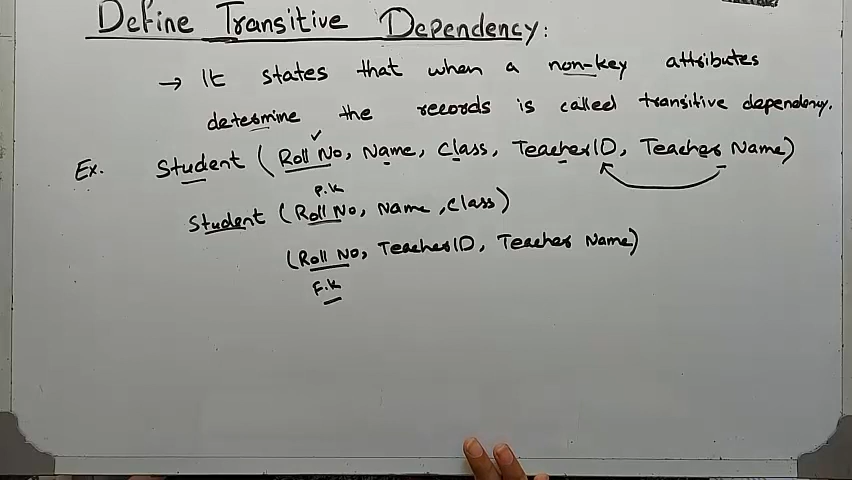 Define Transitive Dependency:
→ It states that when a non-key attributes
determine the records is called transitive dependency.
Ex. Student (Roll No, Name, Class, TeacherID, Teacher Name)
P.K
Student (Roll No, Name, Class)
(Roll No, TeacherID, Teacher Name)
F.K